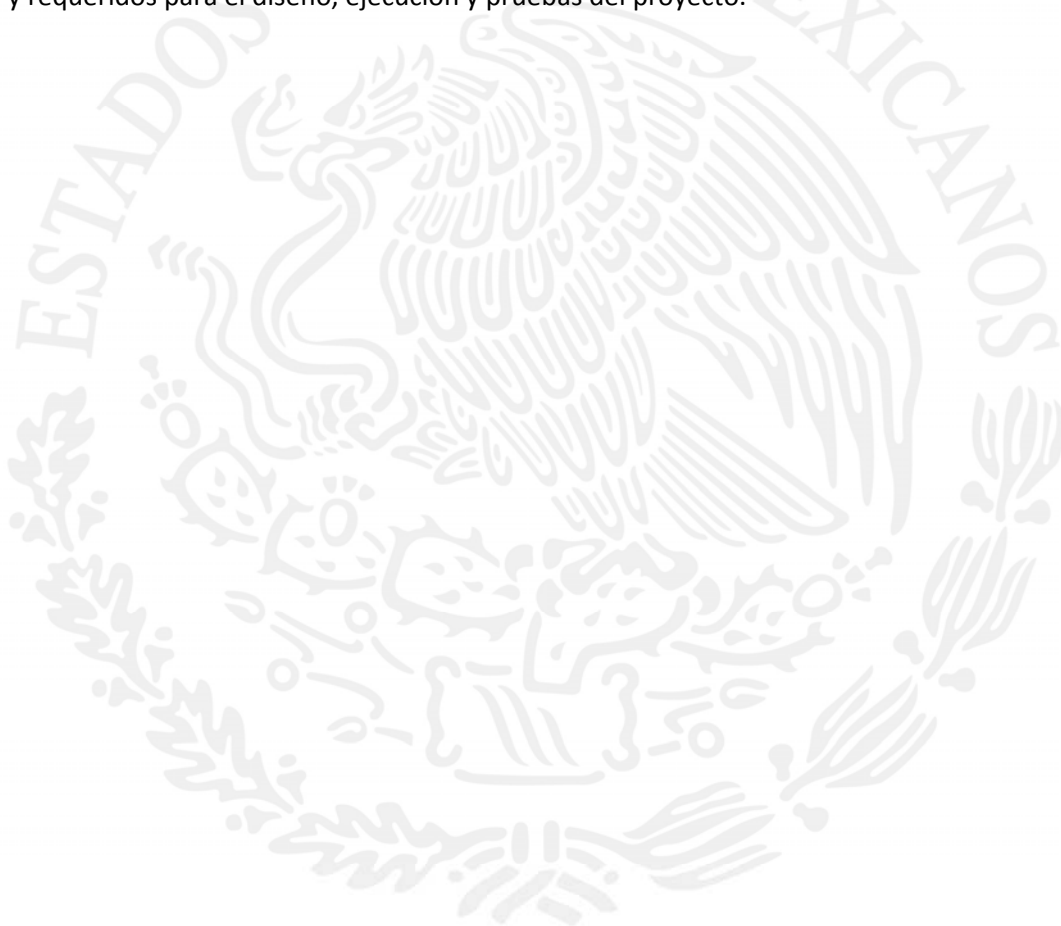 y requeridos para el diseño, ejecución y pruebas del proyecto.
ESTADOS
MEXICANOS